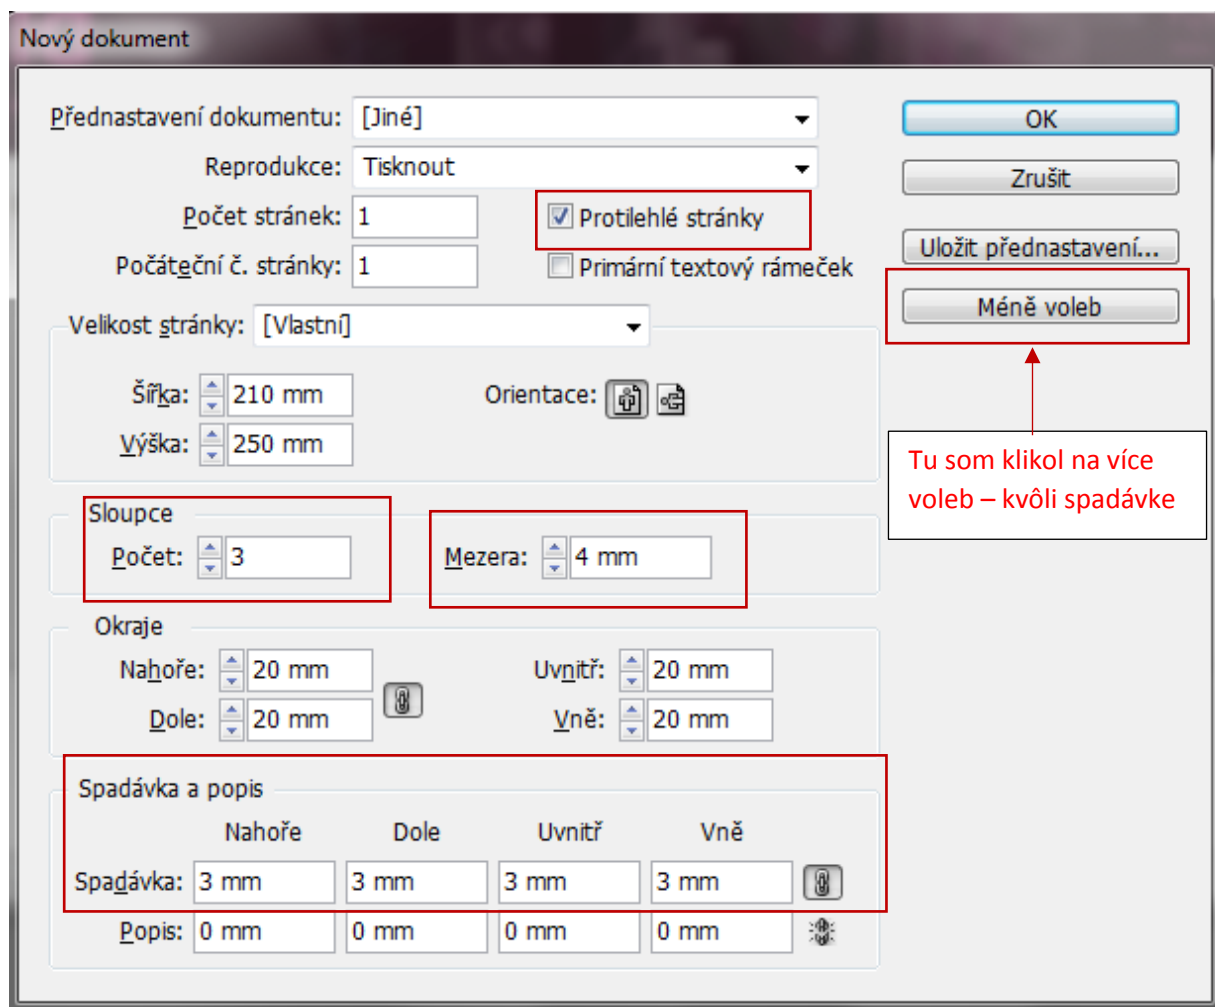 Nový dokument
Přednastavení dokumentu: [Jiné]
OK
Reprodukce: Tisknout
Zrušit
Počet stránek: 1
Protilehlé stránky
Uložit přednastavení...
Počáteční č. stránky: 1
Primární textový rámeček
Méně voleb
Velikost stránky: [Vlastní]
Šířka: 210 mm
Orientace:
Výška: 250 mm
Tu som klikol na více
voleb – kvôli spadávke
Sloupce
Počet: 3
Mezera: 4 mm
Okraje
Nahoře: 20 mm
Uvnitř: 20 mm
Dole: 20 mm
Vně: 20 mm
Spadávka a popis
Nahoře Dole Uvnitř Vně
Spadávka: 3 mm 3 mm 3 mm 3 mm
Popis: 0 mm 0 mm 0 mm 0 mm